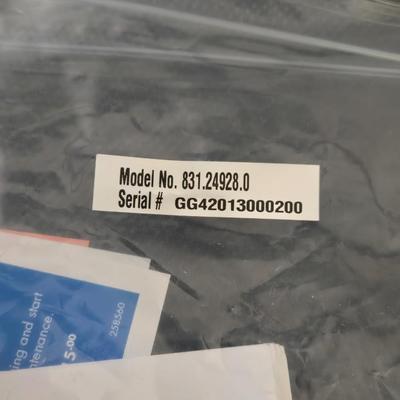 Model No. 831.24928.0
Serial # GG42013000200
ing and start
ntenance.
5.00
258560